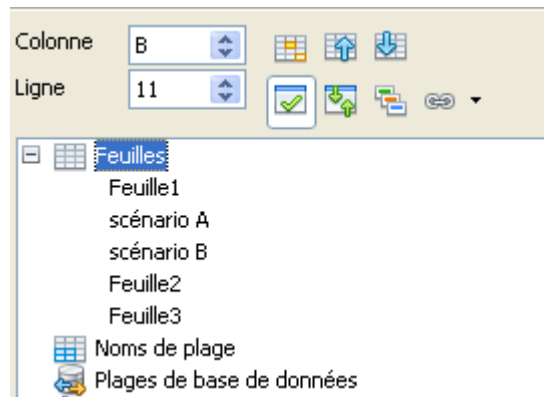 Colonne B
Ligne 11
Feuilles
Feuille1
scénario A
scénario B
Feuille2
Feuille3
Noms de plage
Plages de base de données